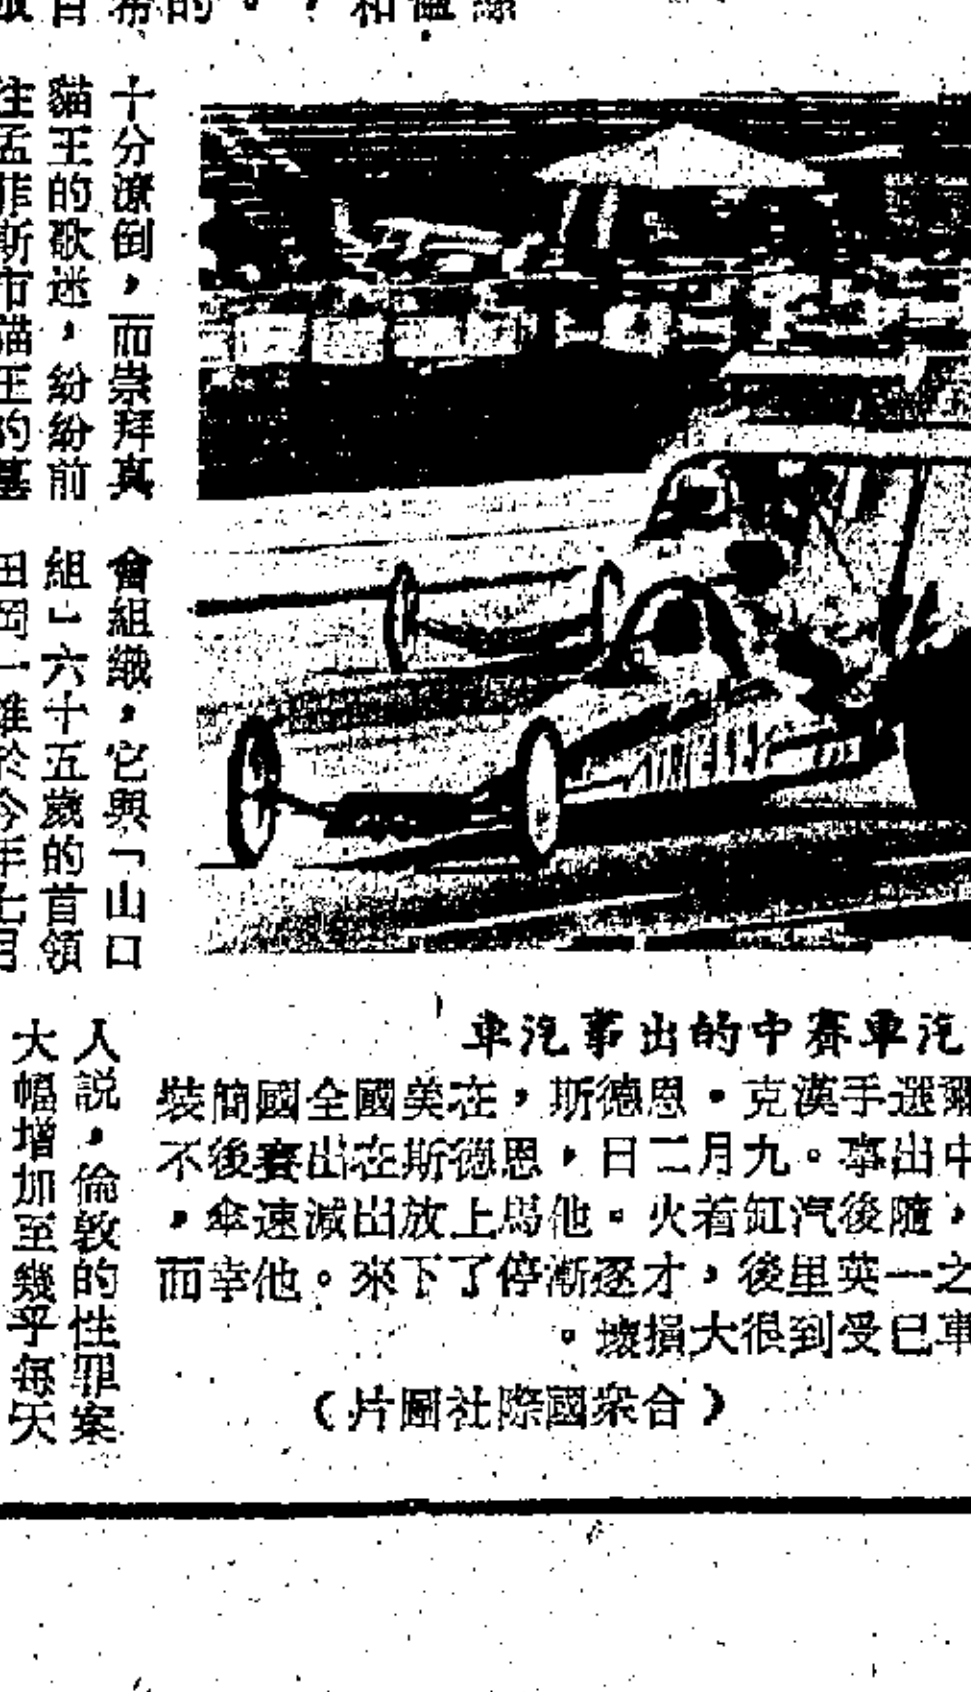 十分潦倒，而崇拜真
貓王的歌迷，紛紛前
往孟菲斯市貓王的墓
會組織，它與「山口
組」六十五歲的首領
田岡一雄於今年七月
汽車賽中的出事汽車
爾選手漢克·恩德斯，在美國全國簡裝
中出事。九月二日，恩德斯在出賽後不
，隨後汽缸着火。他馬上放出減速傘，
之一英里後，才逐漸停了下來。他幸而
車已受到很大損壞。
（合衆國際社圖片）
人説，倫敦的性罪案
大幅增加至幾乎每天